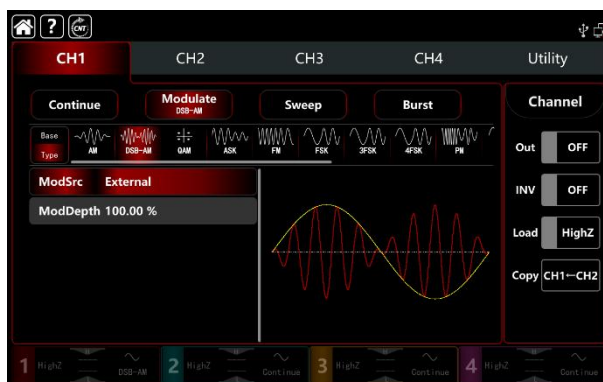 ? CNT
CH1 CH2 CH3 CH4 Utility
Continue Modulate DSB-AM Sweep Burst Channel
Base Type AM DSB-AM QAM ASK FM FSK 3FSK 4FSK PM
Out OFF
ModSrc External
INV OFF
ModDepth 100.00 %
Load HighZ
Copy CH1←CH2
1 HighZ DSB-AM 2 HighZ Continue 3 HighZ Continue 4 HighZ Continue